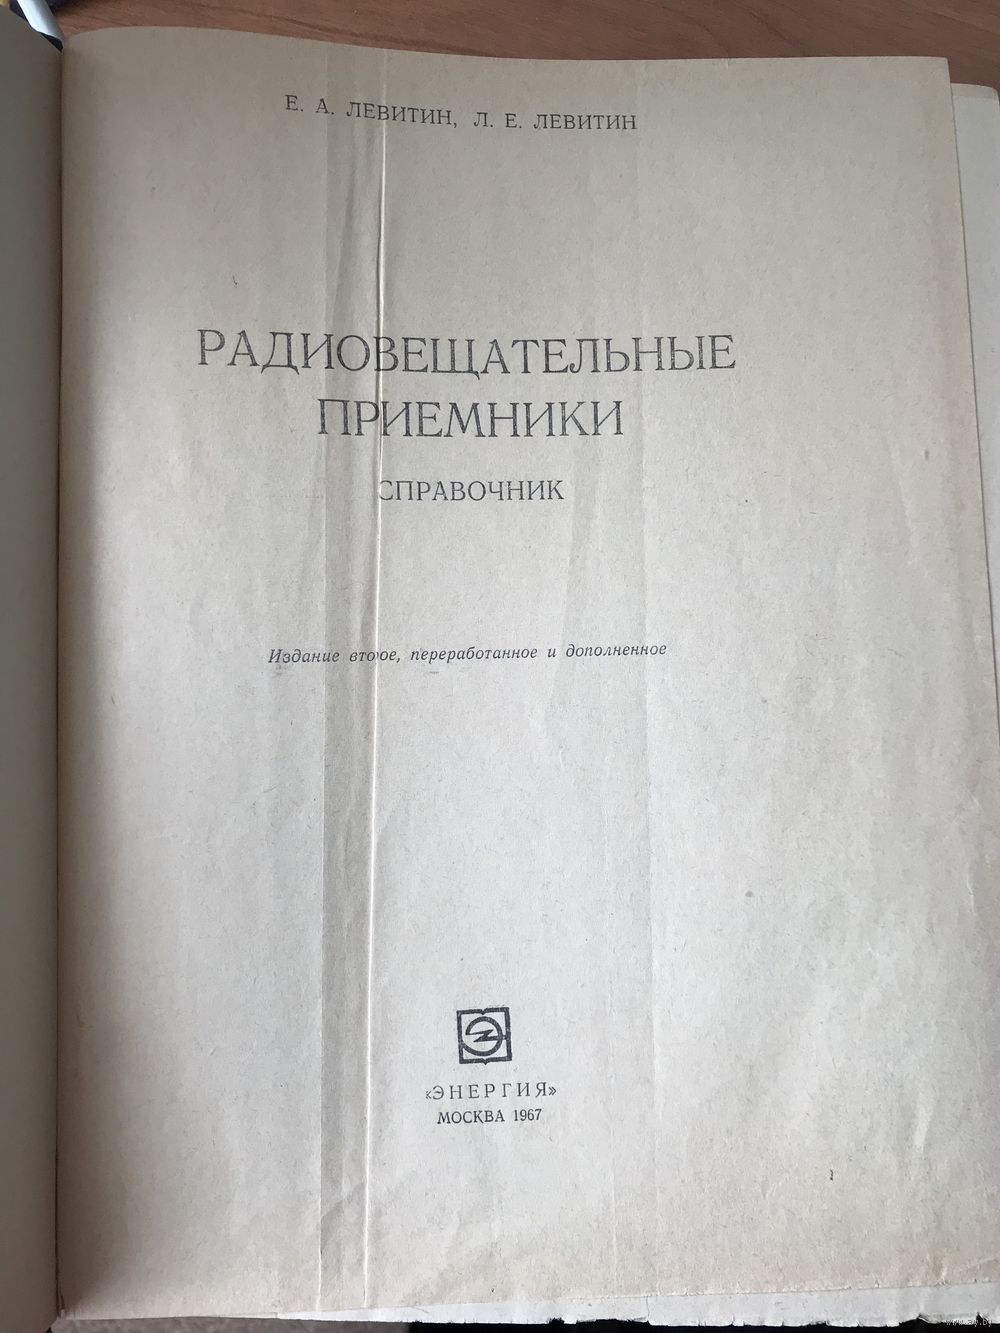 Е. А. ЛЕВИТИН, Л. Е. ЛЕВИТИН
РАДИОВЕЩАТЕЛЬНЫЕ
ПРИЕМНИКИ
СПРАВОЧНИК
Издание второе, переработанное и дополненное
«ЭНЕРГИЯ»
МОСКВА 1967